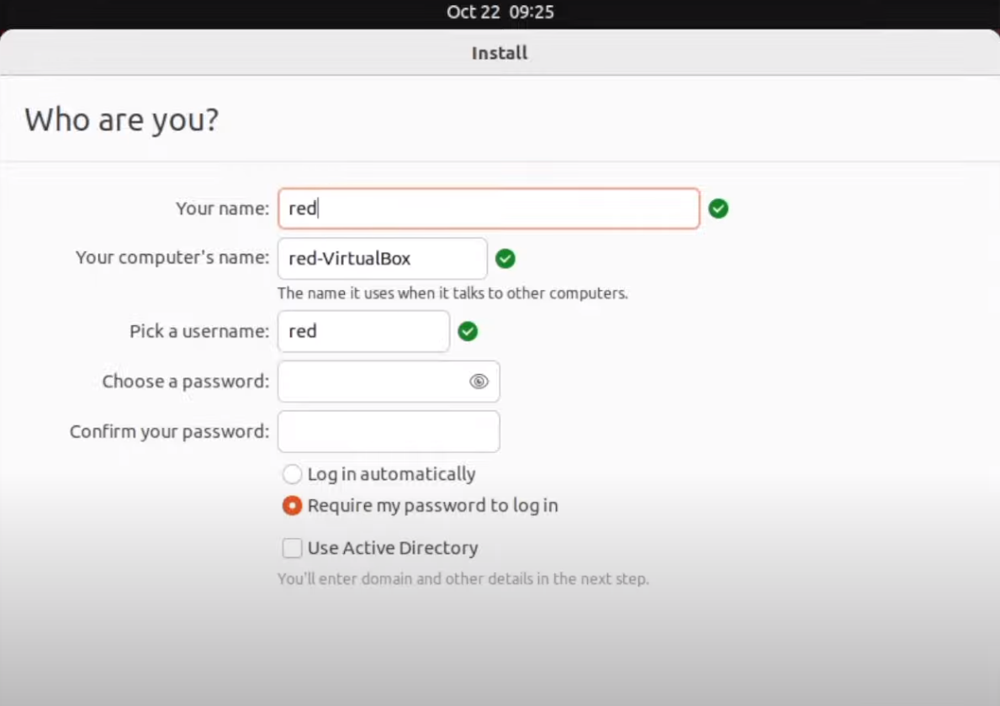 Oct 22 09:25
Install
Who are you?
Your name: red
Your computer's name: red-VirtualBox
The name it uses when it talks to other computers.
Pick a username: red
Choose a password:
Confirm your password:
Log in automatically
Require my password to log in
Use Active Directory
You'll enter domain and other details in the next step.